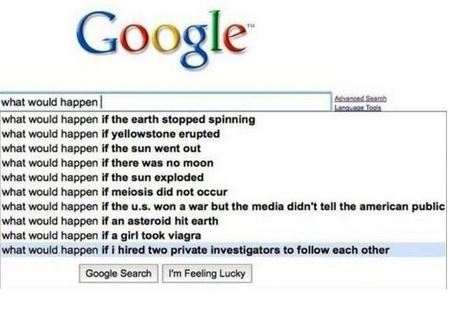 Google™
what would happen
Advanced Search
Language Tools
what would happen if the earth stopped spinning
what would happen if yellowstone erupted
what would happen if the sun went out
what would happen if there was no moon
what would happen if the sun exploded
what would happen if meiosis did not occur
what would happen if the u.s. won a war but the media didn't tell the american public
what would happen if an asteroid hit earth
what would happen if a girl took viagra
what would happen if i hired two private investigators to follow each other
Google Search
I'm Feeling Lucky